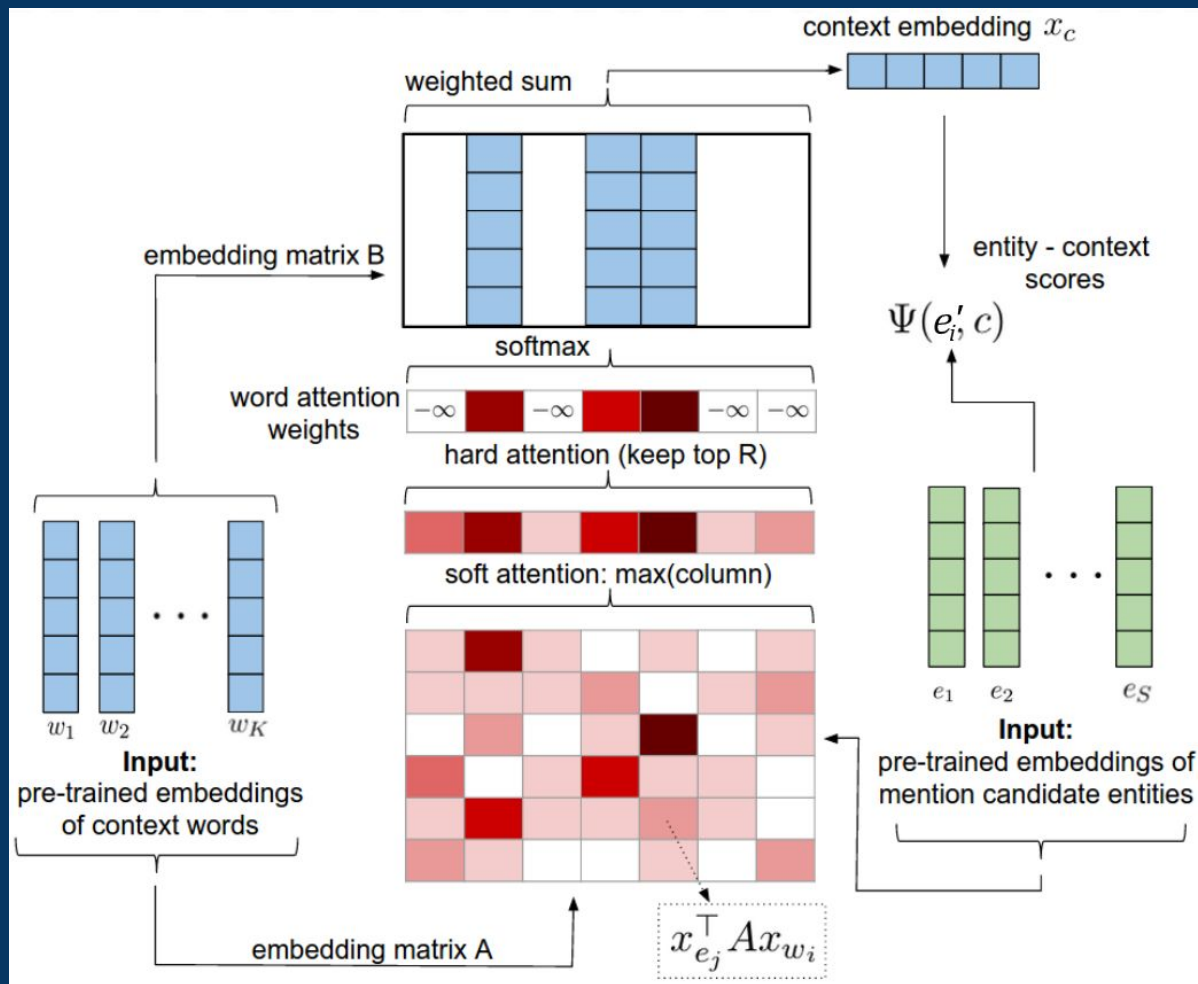 context embedding x_c
weighted sum
embedding matrix B
entity - context
scores
Ψ(e_i′, c)
softmax
word attention
weights
−∞ −∞ −∞ −∞
hard attention (keep top R)
soft attention: max(column)
w_1 w_2 · · · w_K
Input:
pre-trained embeddings
of context words
e_1 e_2 · · · e_S
Input:
pre-trained embeddings of
mention candidate entities
x_{e_j}^⊤ A x_{w_i}
embedding matrix A